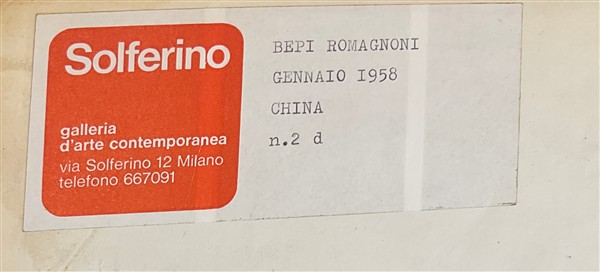 Solferino
galleria
d'arte contemporanea
via Solferino 12 Milano
telefono 667091
BEPI ROMAGNONI
GENNAIO 1958
CHINA
n.2 d